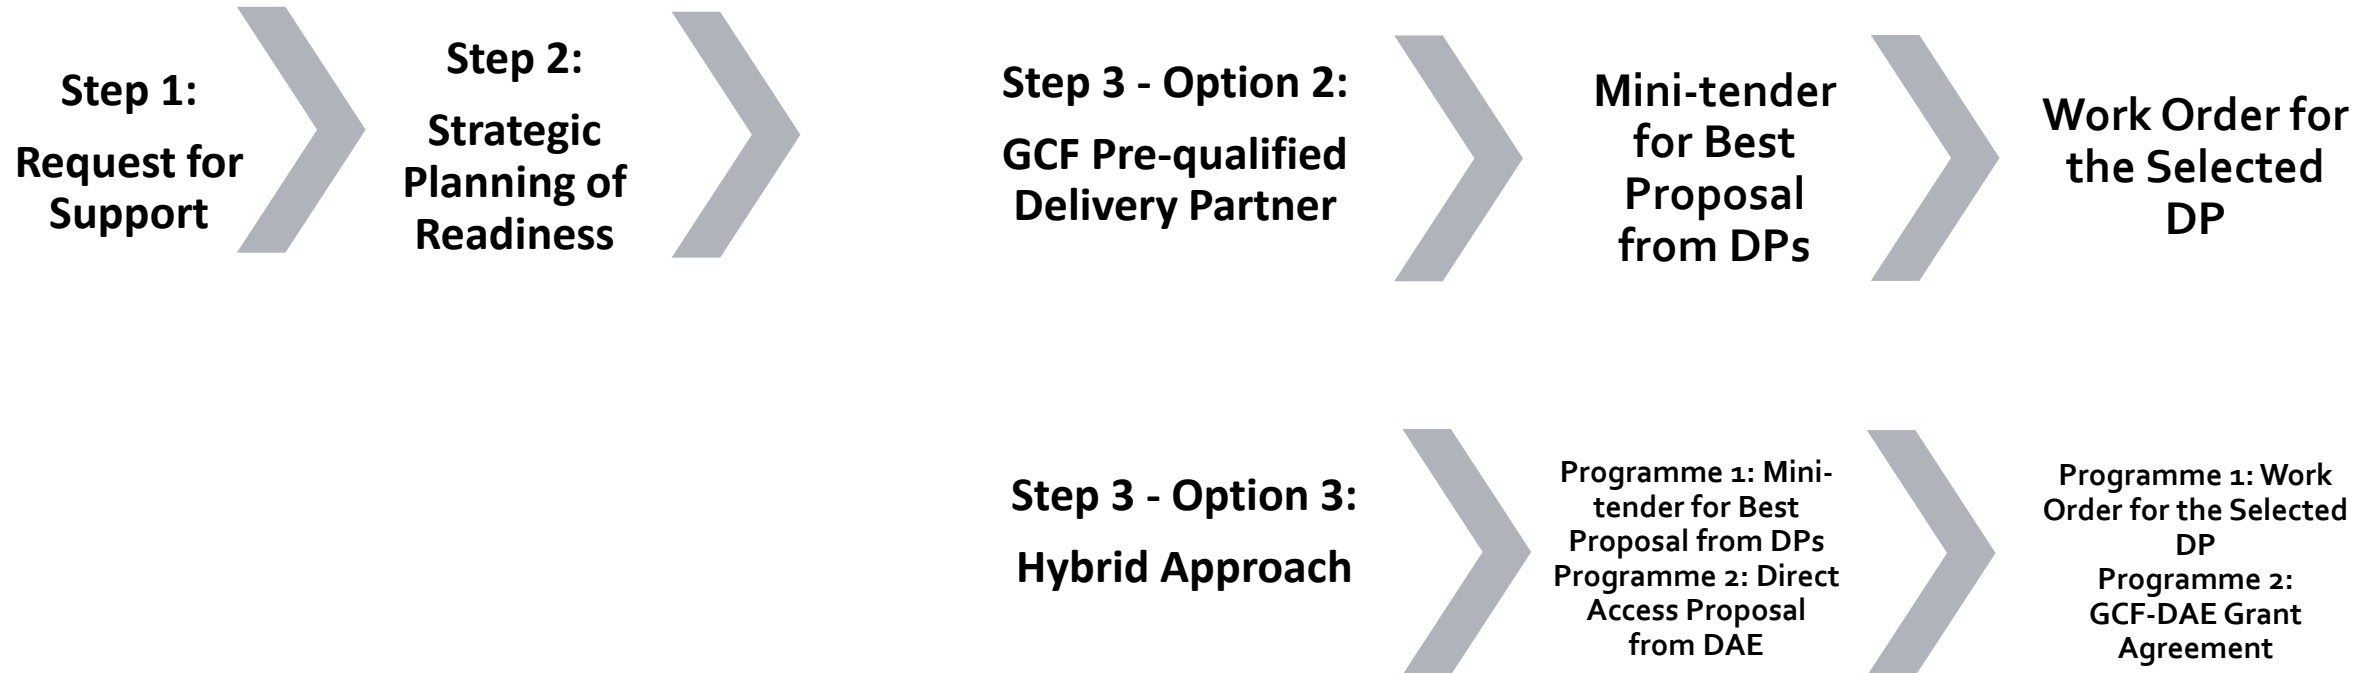 Step 1:
Request for
Support
Step 2:
Strategic
Planning of
Readiness
Step 3 - Option 2:
GCF Pre-qualified
Delivery Partner
Mini-tender
for Best
Proposal
from DPs
Work Order for
the Selected
DP
Step 3 - Option 3:
Hybrid Approach
Programme 1: Mini-
tender for Best
Proposal from DPs
Programme 2: Direct
Access Proposal
from DAE
Programme 1: Work
Order for the Selected
DP
Programme 2:
GCF-DAE Grant
Agreement